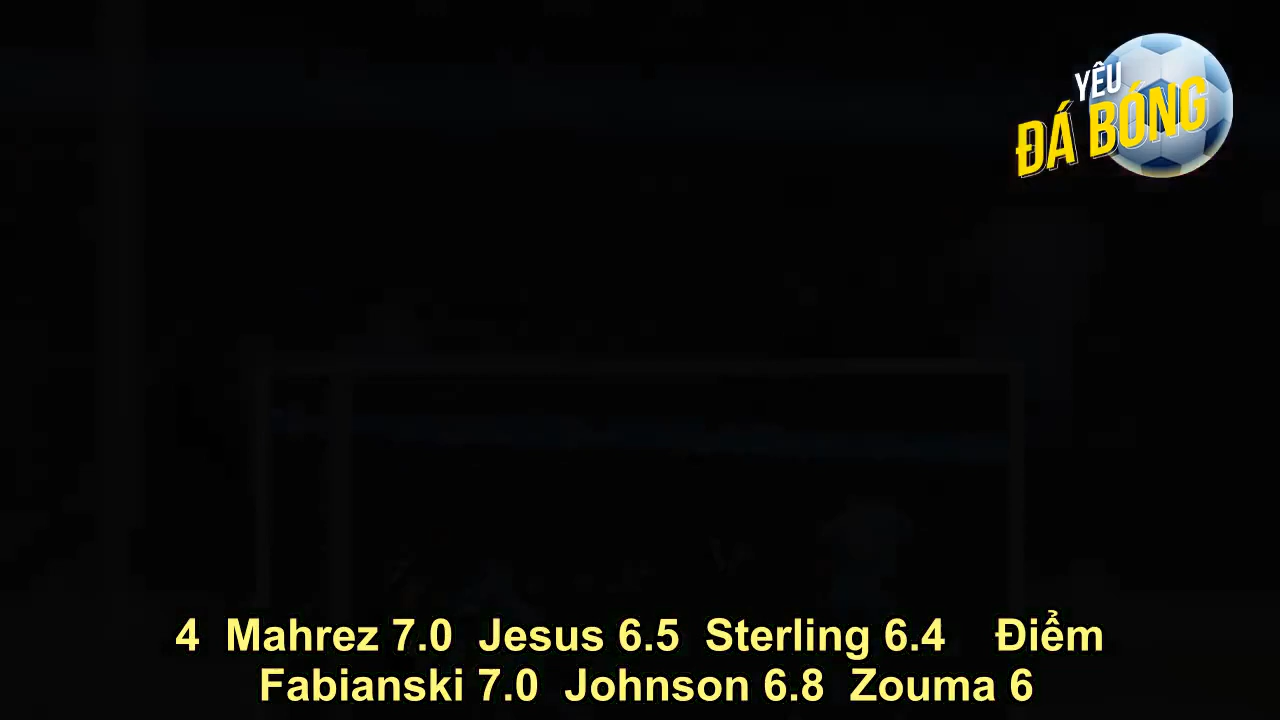 YÊU
ĐÁ BÓNG
4 Mahrez 7.0 Jesus 6.5 Sterling 6.4 Điểm
Fabianski 7.0 Johnson 6.8 Zouma 6